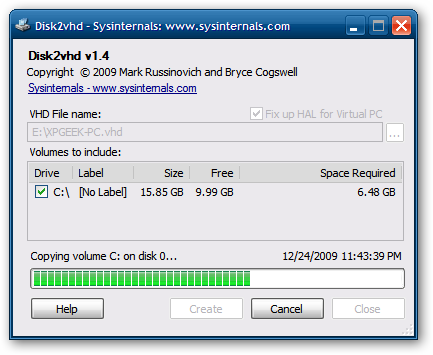 Disk2vhd - Sysinternals: www.sysinternals.com
Disk2vhd v1.4
Copyright © 2009 Mark Russinovich and Bryce Cogswell
Sysinternals - www.sysinternals.com
VHD File name: Fix up HAL for Virtual PC
E:\XPGEEK-PC.vhd ...
Volumes to include:
Drive Label Size Free Space Required
C:\ [No Label] 15.85 GB 9.99 GB 6.48 GB
Copying volume C: on disk 0... 12/24/2009 11:43:39 PM
Help Create Cancel Close